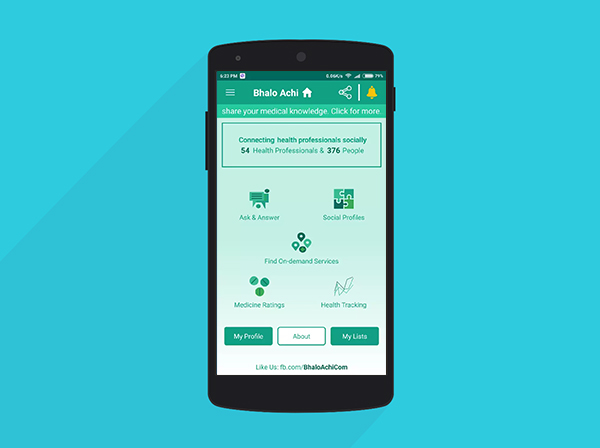 6:23 PM 0.06K/s 79%
Bhalo Achi
share your medical knowledge. Click for more
Connecting health professionals socially
54 Health Professionals & 376 People
Ask & Answer Social Profiles
Find On-demand Services
Medicine Ratings Health Tracking
My Profile About My Lists
Like Us: fb.com/BhaloAchiCom